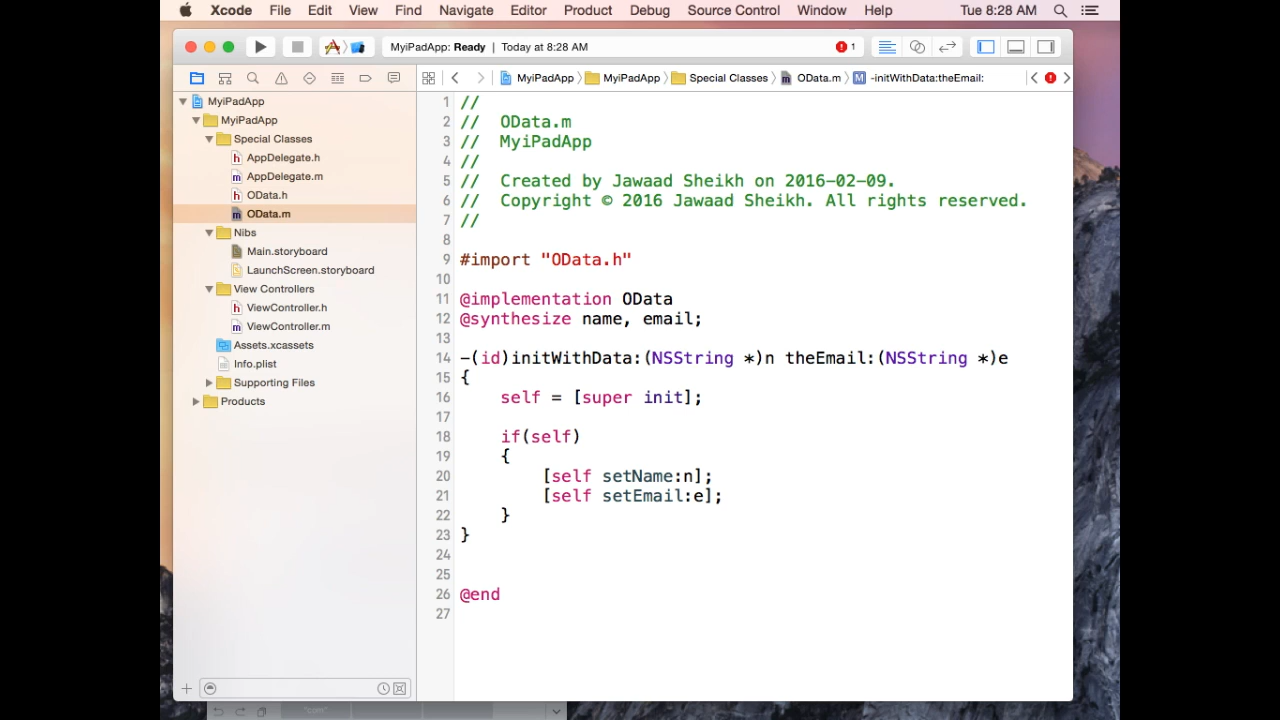 Xcode File Edit View Find Navigate Editor Product Debug Source Control Window Help Tue 8:28 AM
MyiPadApp: Ready | Today at 8:28 AM 1
MyiPadApp MyiPadApp Special Classes OData.m M -initWithData:theEmail:
MyiPadApp
MyiPadApp
Special Classes
h AppDelegate.h
m AppDelegate.m
h OData.h
m OData.m
Nibs
Main.storyboard
LaunchScreen.storyboard
View Controllers
h ViewController.h
m ViewController.m
Assets.xcassets
Info.plist
Supporting Files
Products
1 //
2 // OData.m
3 // MyiPadApp
4 //
5 // Created by Jawaad Sheikh on 2016-02-09.
6 // Copyright © 2016 Jawaad Sheikh. All rights reserved.
7 //
8
9 #import "OData.h"
10
11 @implementation OData
12 @synthesize name, email;
13
14 -(id)initWithData:(NSString *)n theEmail:(NSString *)e
15 {
16 self = [super init];
17
18 if(self)
19 {
20 [self setName:n];
21 [self setEmail:e];
22 }
23 }
24
25
26 @end
27